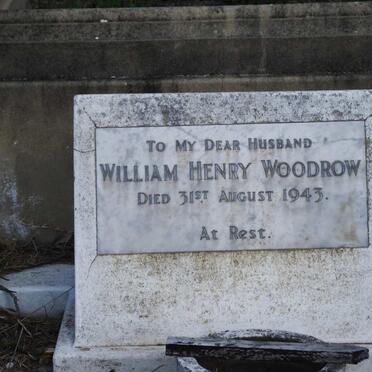 To My Dear Husband
William Henry Woodrow
Died 31st August 1943.
At Rest.